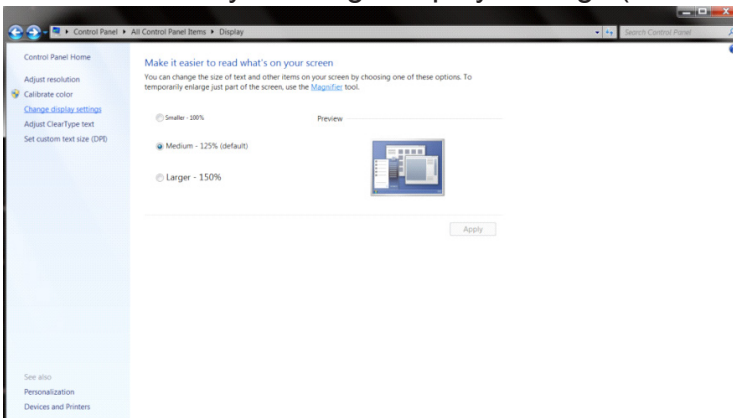 Control Panel ▸ All Control Panel Items ▸ Display
Search Control Panel
Control Panel Home
Adjust resolution
Calibrate color
Change display settings
Adjust ClearType text
Set custom text size (DPI)
Make it easier to read what's on your screen
You can change the size of text and other items on your screen by choosing one of these options. To
temporarily enlarge just part of the screen, use the Magnifier tool.
Smaller - 100%
Preview
Medium - 125% (default)
Larger - 150%
Apply
See also
Personalization
Devices and Printers